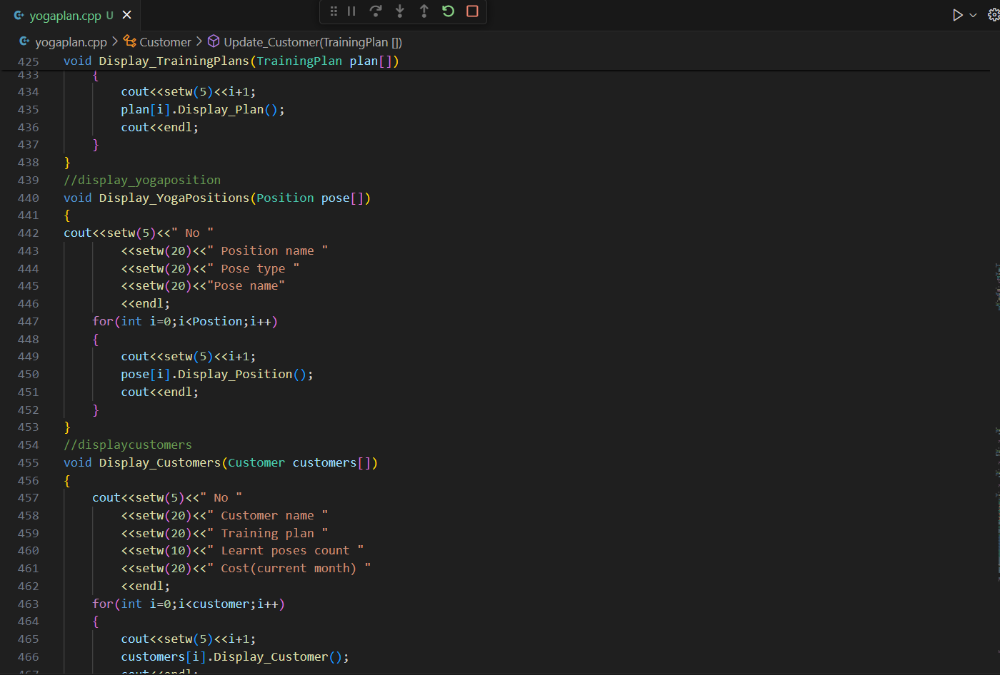 yogaplan.cpp U
yogaplan.cpp > Customer > Update_Customer(TrainingPlan [])
425 void Display_TrainingPlans(TrainingPlan plan[])
433 {
434 cout<<setw(5)<<i+1;
435 plan[i].Display_Plan();
436 cout<<endl;
437 }
438 }
439 //display_yogaposition
440 void Display_YogaPositions(Position pose[])
441 {
442 cout<<setw(5)<<" No "
443 <<setw(20)<<" Position name "
444 <<setw(20)<<" Pose type "
445 <<setw(20)<<"Pose name"
446 <<endl;
447 for(int i=0;i<Postion;i++)
448 {
449 cout<<setw(5)<<i+1;
450 pose[i].Display_Position();
451 cout<<endl;
452 }
453 }
454 //displaycustomers
455 void Display_Customers(Customer customers[])
456 {
457 cout<<setw(5)<<" No "
458 <<setw(20)<<" Customer name "
459 <<setw(20)<<" Training plan "
460 <<setw(10)<<" Learnt poses count "
461 <<setw(20)<<" Cost(current month) "
462 <<endl;
463 for(int i=0;i<customer;i++)
464 {
465 cout<<setw(5)<<i+1;
466 customers[i].Display_Customer();
467 cout<<endl;